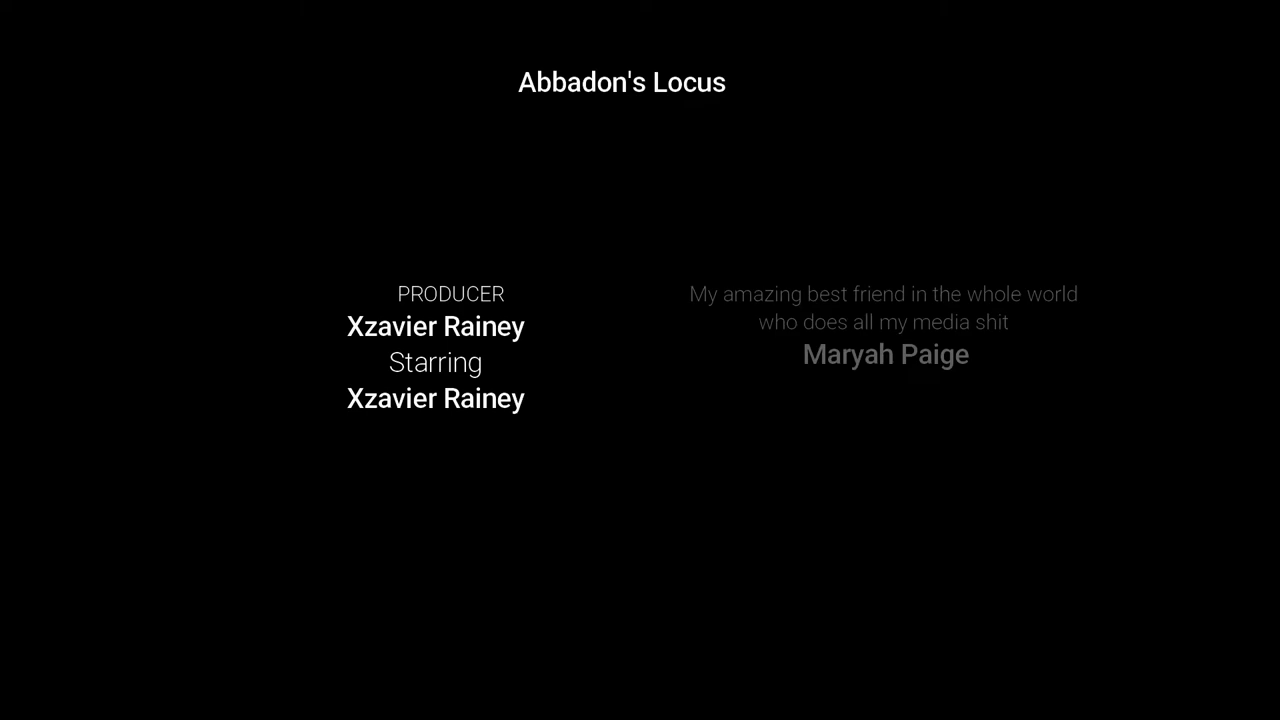 Abbadon's Locus
PRODUCER
Xzavier Rainey
Starring
Xzavier Rainey
My amazing best friend in the whole world
who does all my media shit
Maryah Paige